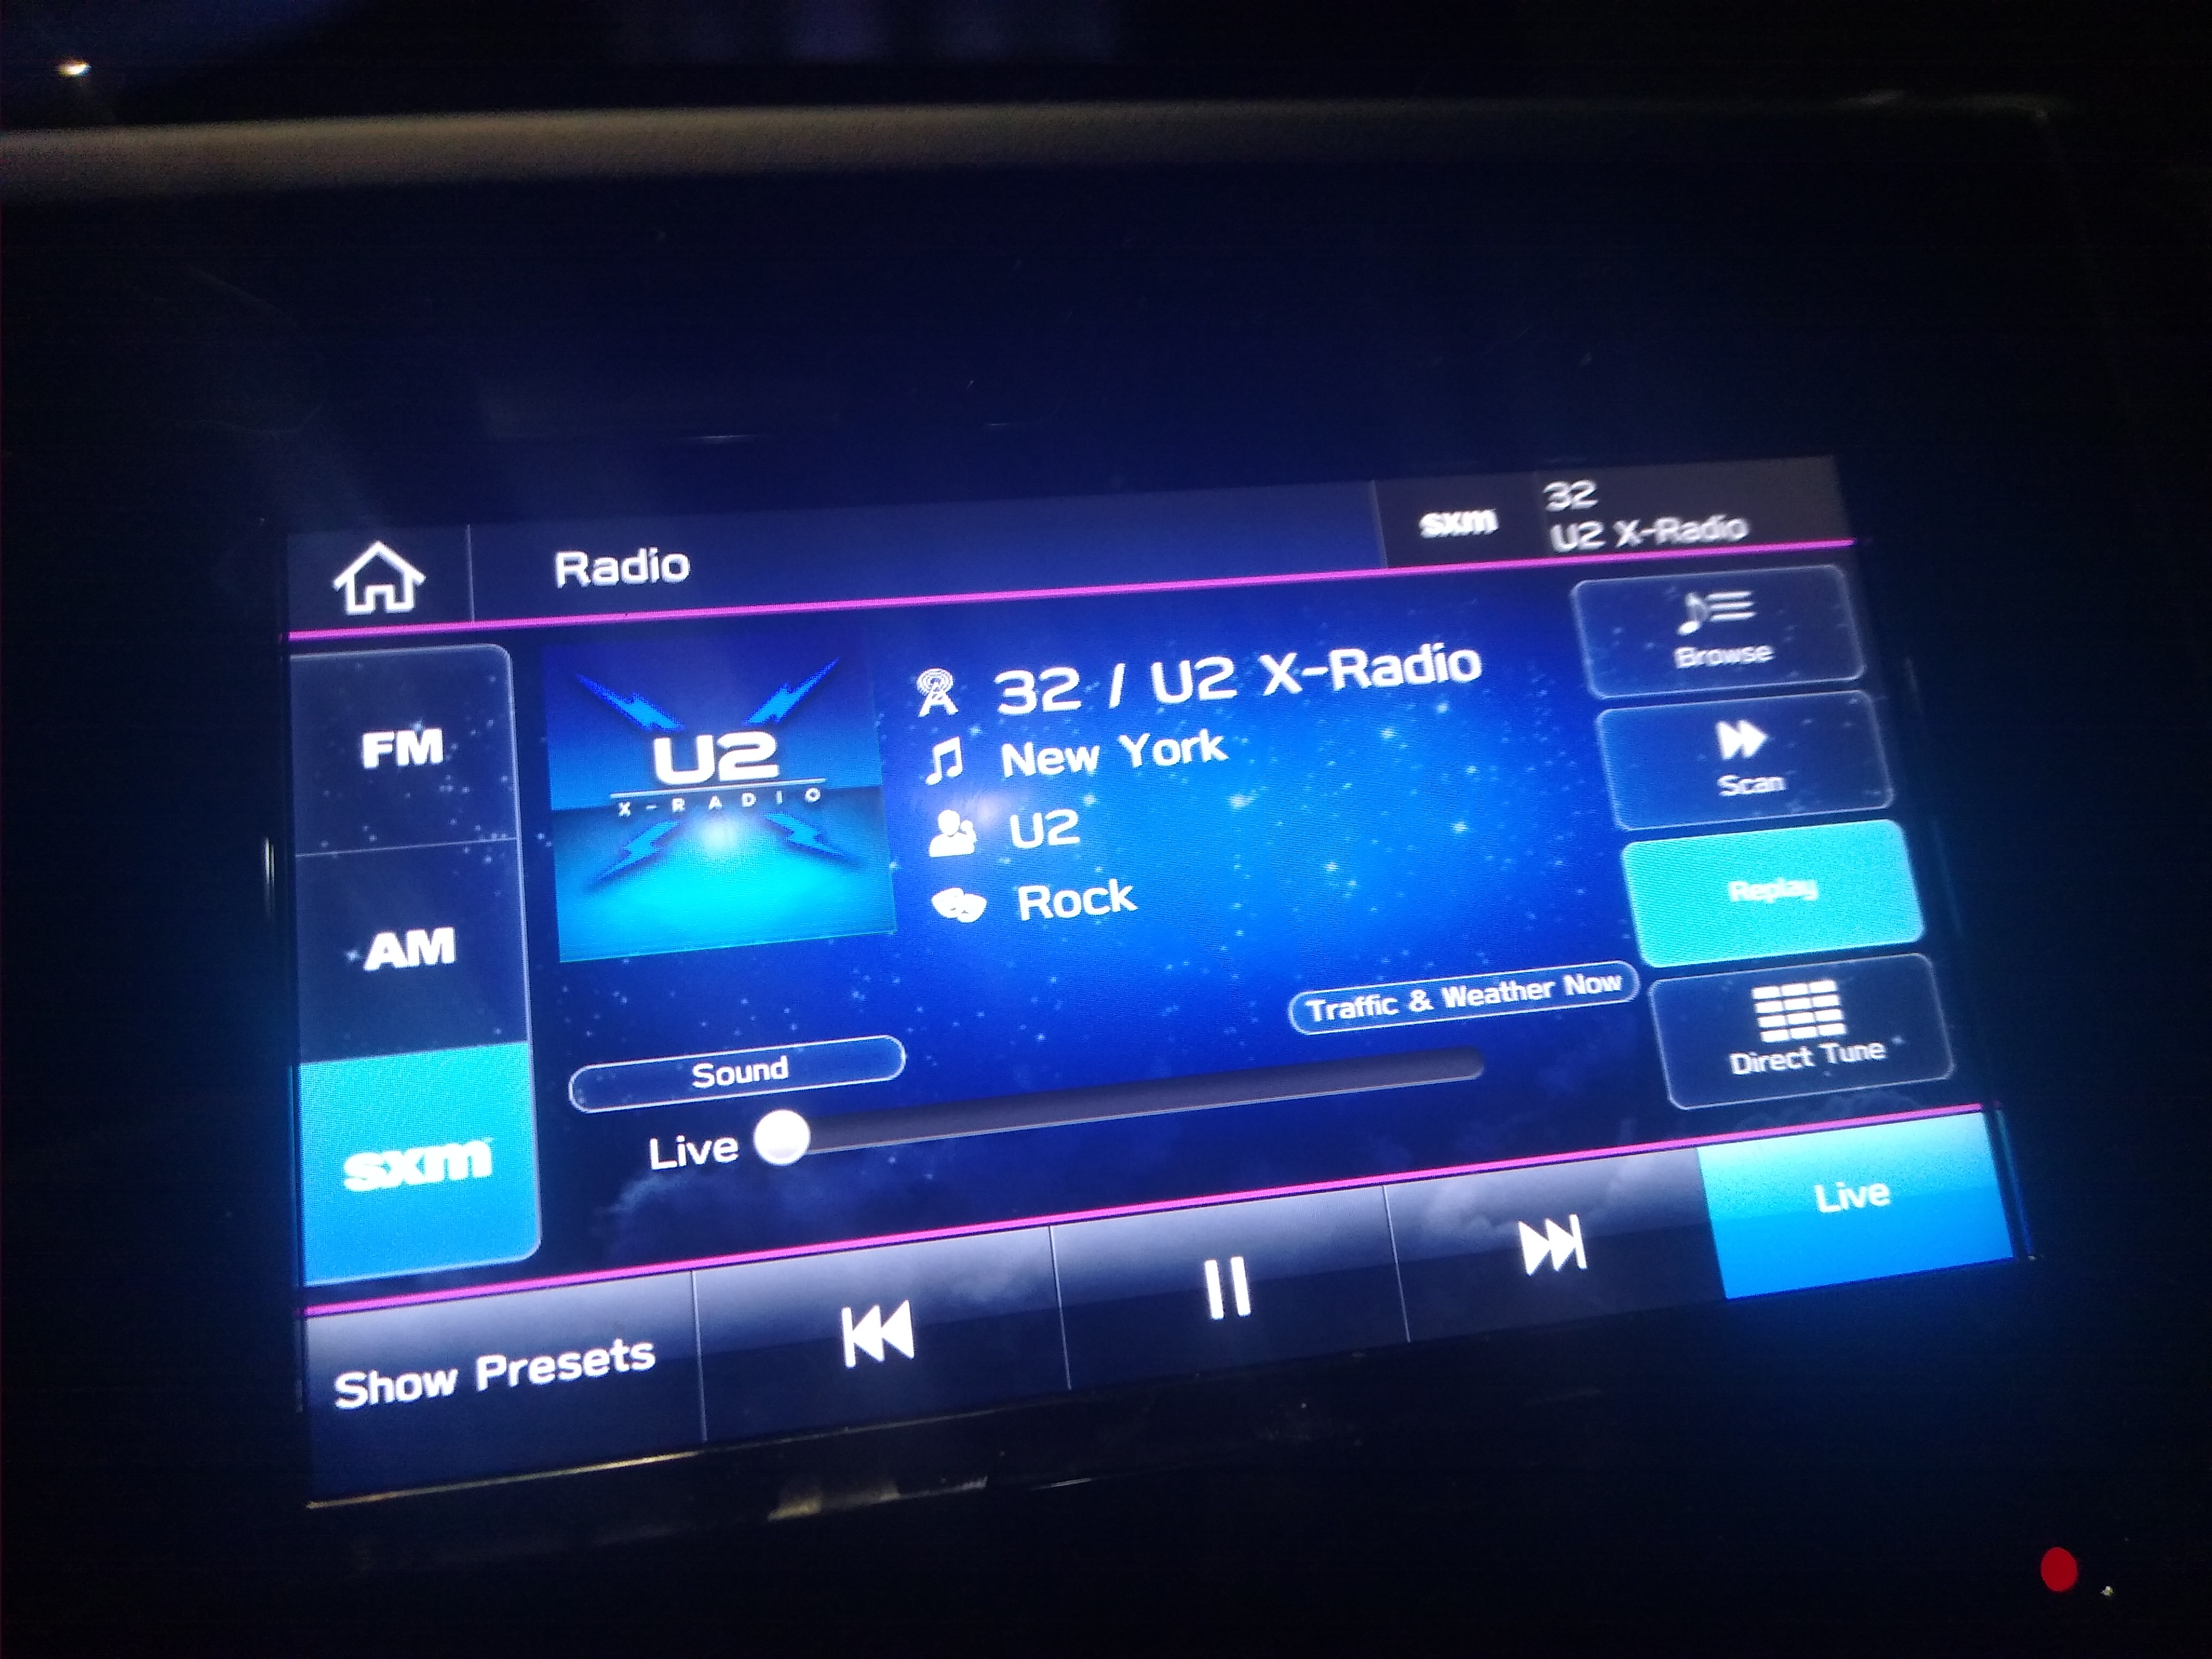 Radio
sxm
32
U2 X-Radio
FM
AM
sxm
U2
X-RADIO
32 / U2 X-Radio
New York
U2
Rock
Browse
Scan
Replay
Direct Tune
Traffic & Weather Now
Sound
Live
Show Presets
Live